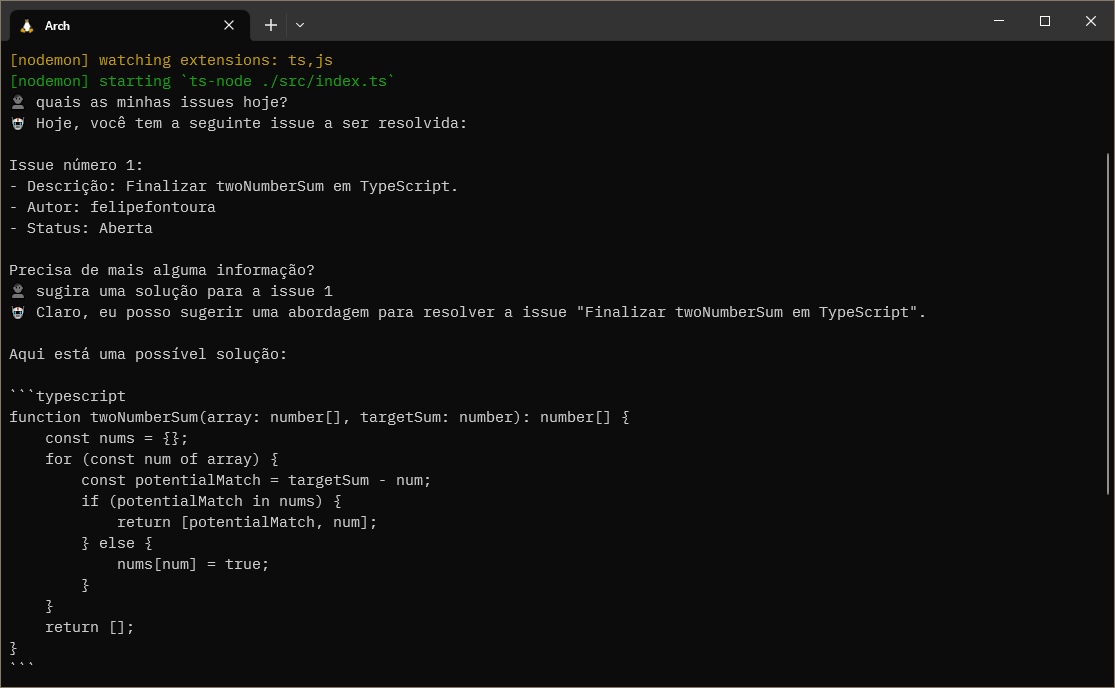 Arch
[nodemon] watching extensions: ts,js
[nodemon] starting `ts-node ./src/index.ts`
quais as minhas issues hoje?
Hoje, você tem a seguinte issue a ser resolvida:
Issue número 1:
- Descrição: Finalizar twoNumberSum em TypeScript.
- Autor: felipefontoura
- Status: Aberta
Precisa de mais alguma informação?
sugira uma solução para a issue 1
Claro, eu posso sugerir uma abordagem para resolver a issue "Finalizar twoNumberSum em TypeScript".
Aqui está uma possível solução:
```typescript
function twoNumberSum(array: number[], targetSum: number): number[] {
    const nums = {};
    for (const num of array) {
        const potentialMatch = targetSum - num;
        if (potentialMatch in nums) {
            return [potentialMatch, num];
        } else {
            nums[num] = true;
        }
    }
    return [];
}
```